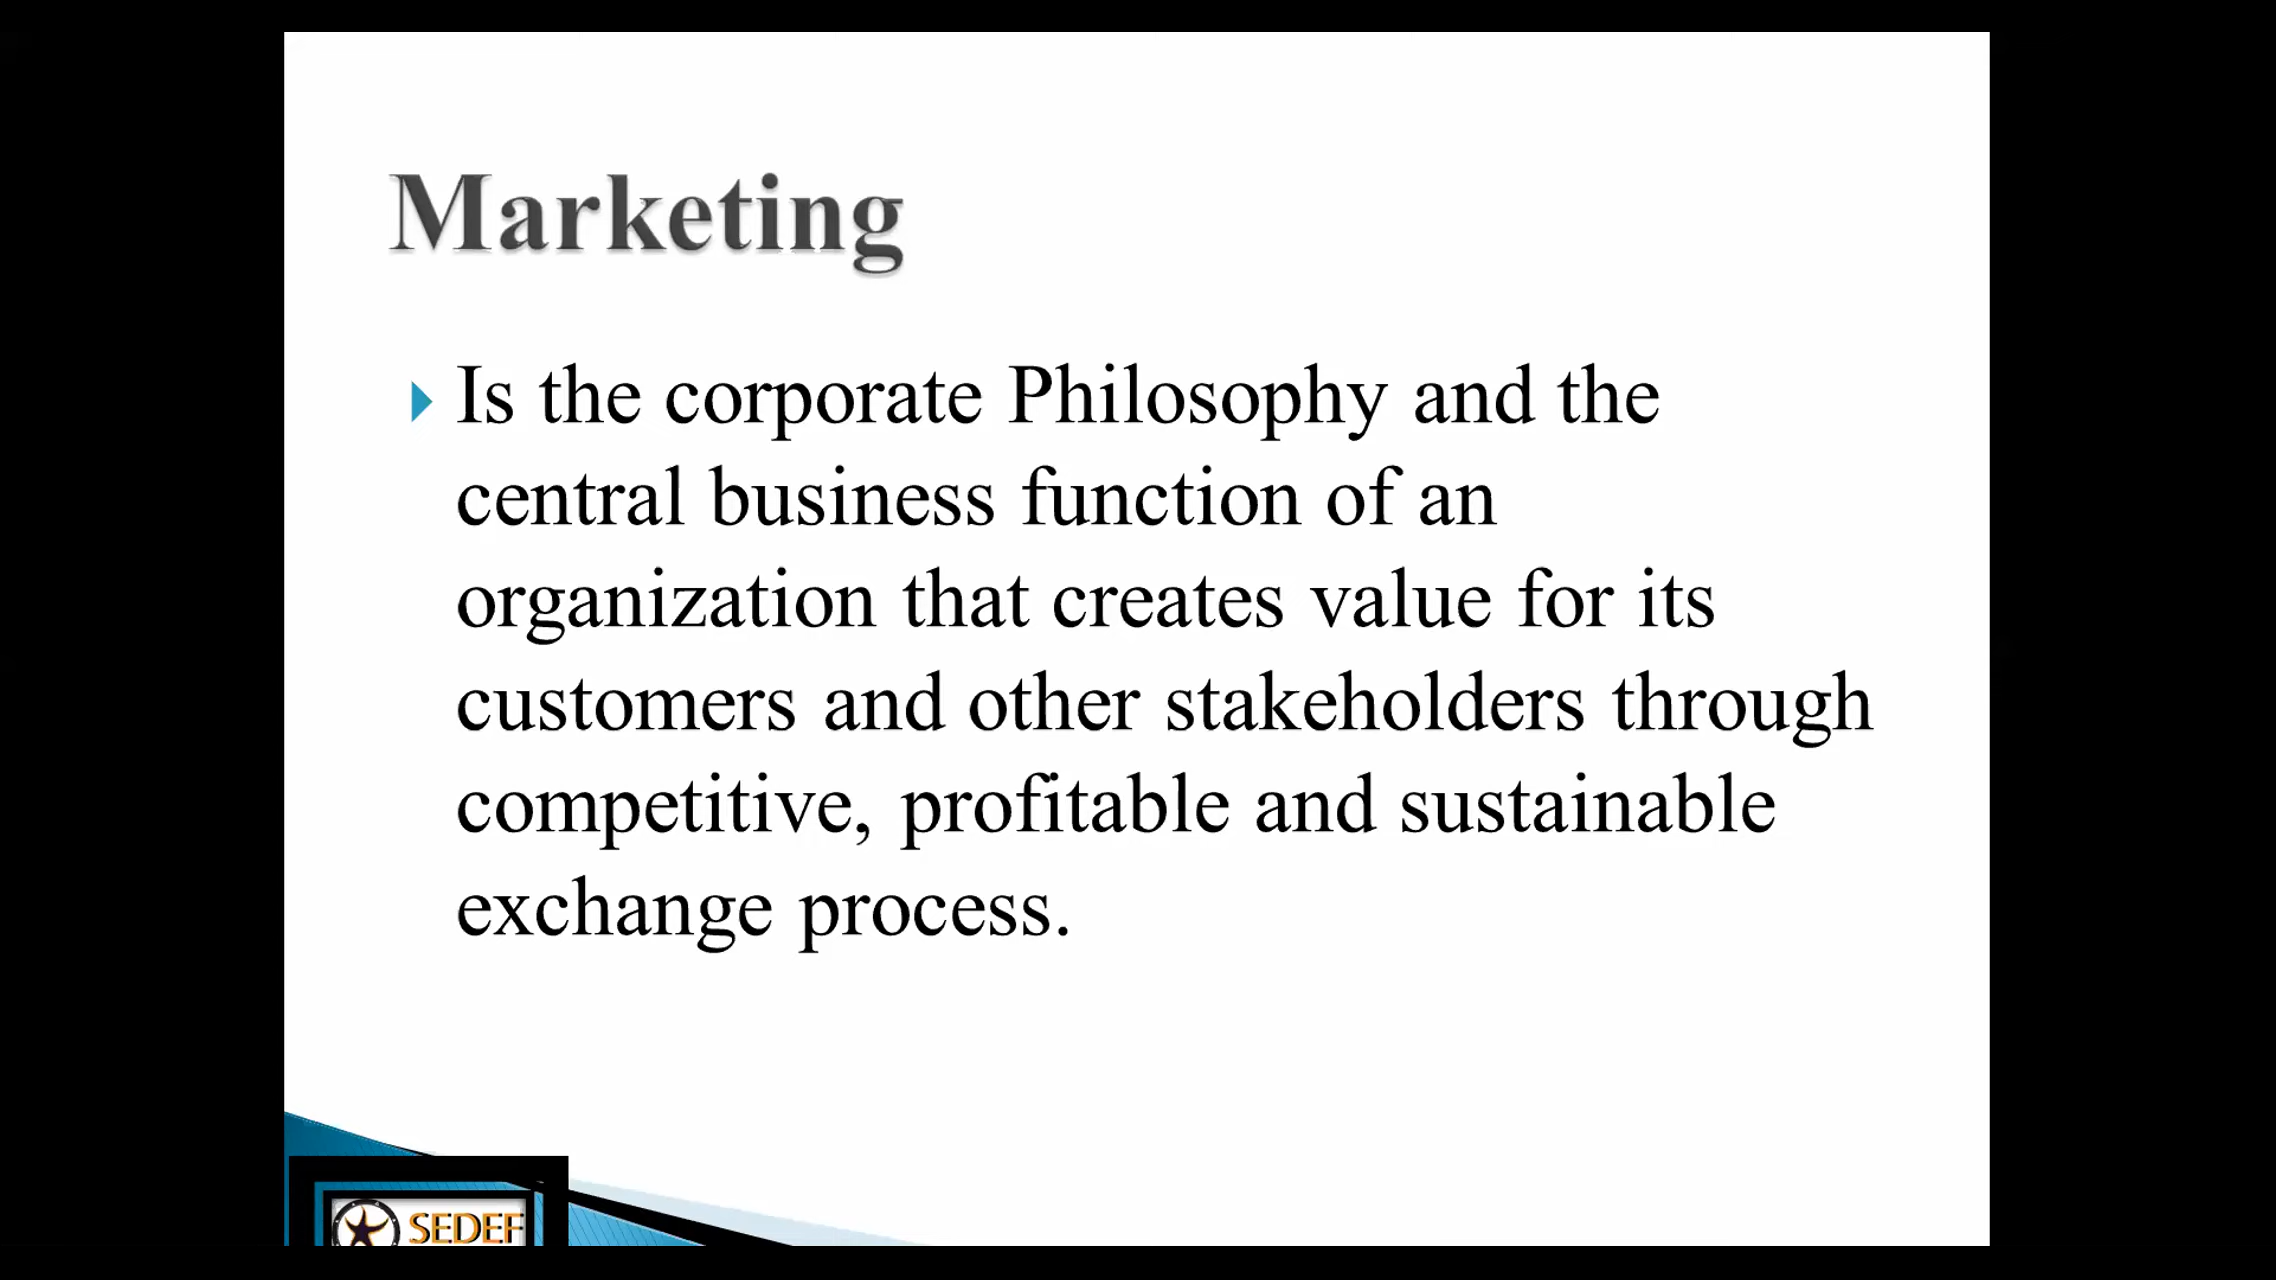 Marketing
Is the corporate Philosophy and the
central business function of an
organization that creates value for its
customers and other stakeholders through
competitive, profitable and sustainable
exchange process.
SEDEF